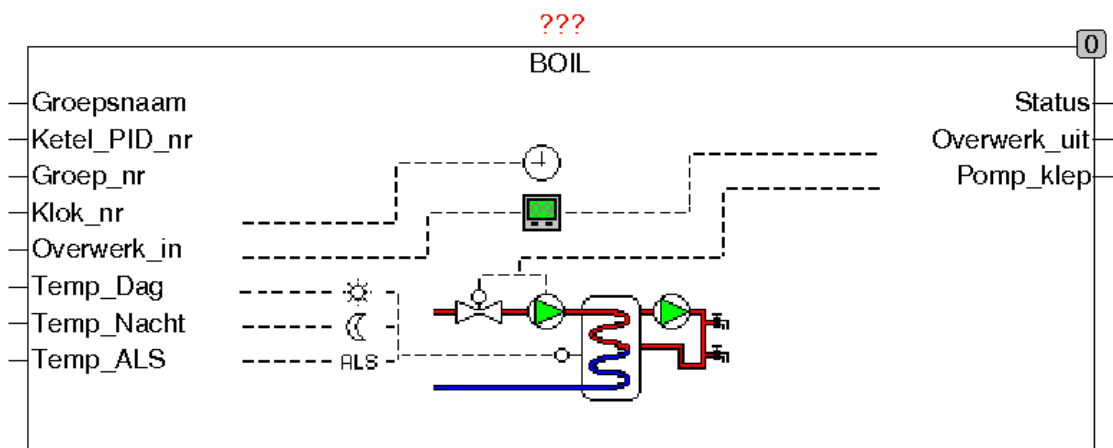 ???
0
BOIL
Groepsnaam
Status
Ketel_PID_nr
Overwerk_uit
Groep_nr
Pomp_klep
Klok_nr
Overwerk_in
Temp_Dag
Temp_Nacht
Temp_ALS
ALS